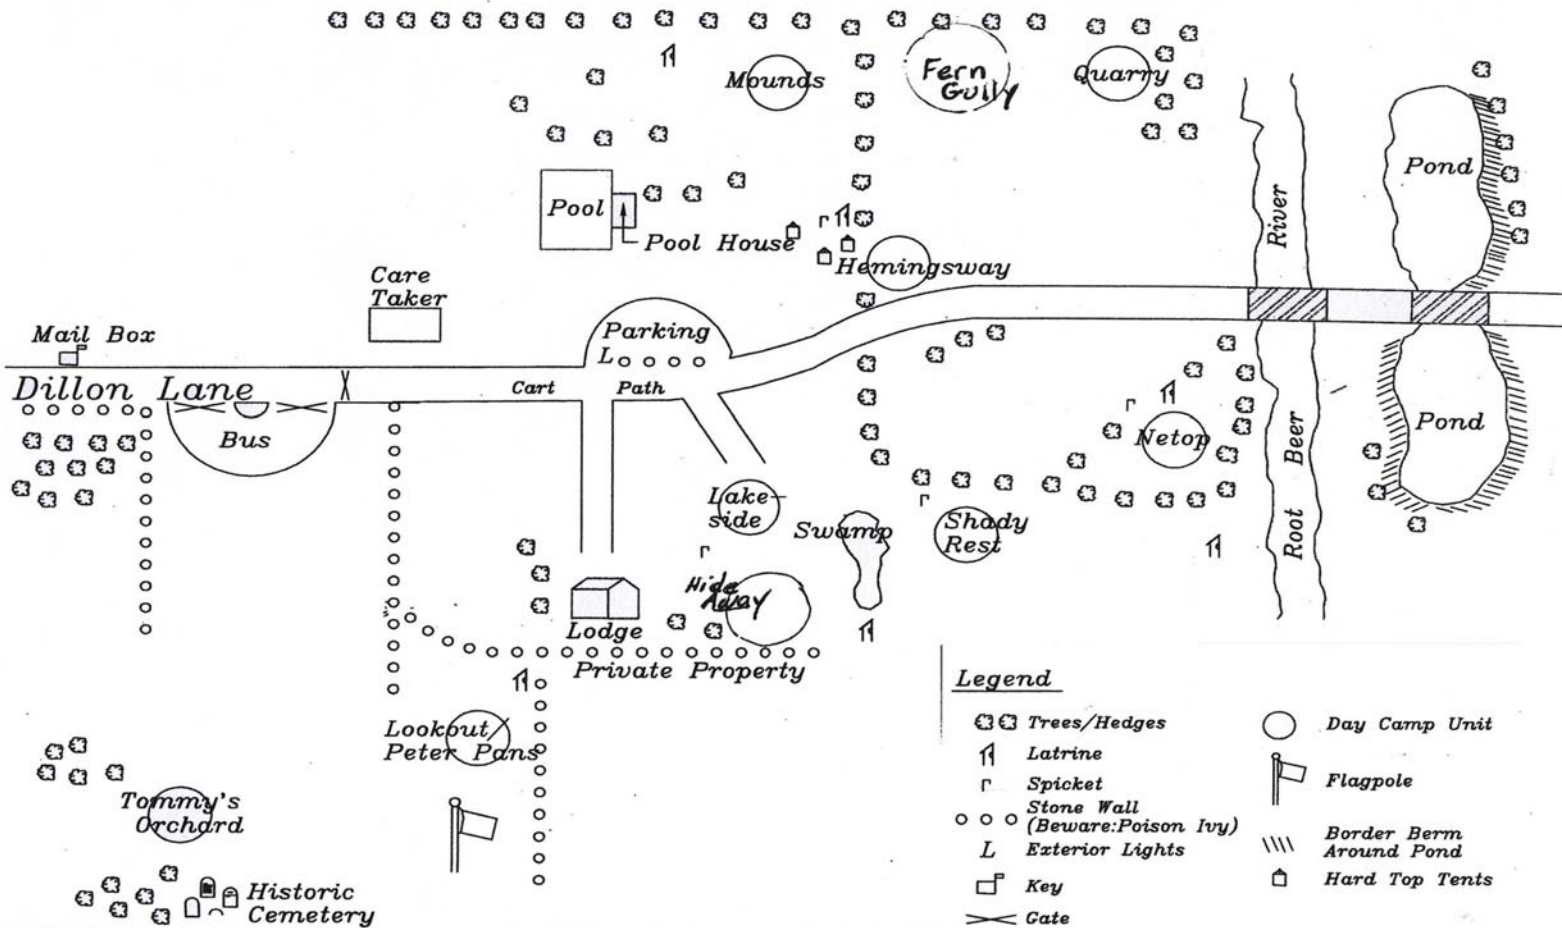 Mounds
Fern
Gully
Quarry
Pond
Pool
Pool House
River
Hemingsway
Care
Taker
Mail Box
Parking
L
Dillon Lane
Cart Path
Bus
Netop
Beer
Pond
Lake-
side
Swamp
Shady
Rest
Root
Hide
Away
Lodge
Private Property
Lookout/
Peter Pans
Tommy's
Orchard
Historic
Cemetery
Legend
Trees/Hedges
Latrine
Spicket
Stone Wall
(Beware:Poison Ivy)
L Exterior Lights
Key
Gate
Day Camp Unit
Flagpole
Border Berm
Around Pond
Hard Top Tents